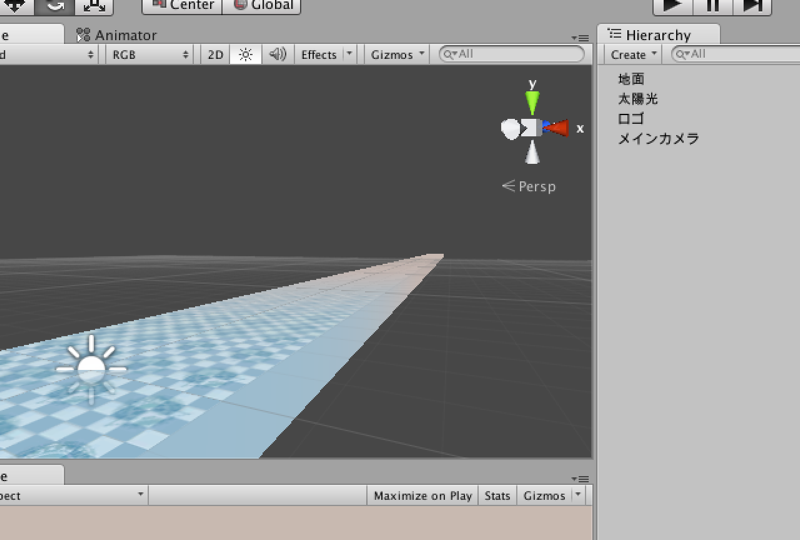 Center Global
Animator
RGB 2D Effects Gizmos All
y
x
Persp
Hierarchy
Create All
地面
太陽光
ロゴ
メインカメラ
Maximize on Play Stats Gizmos